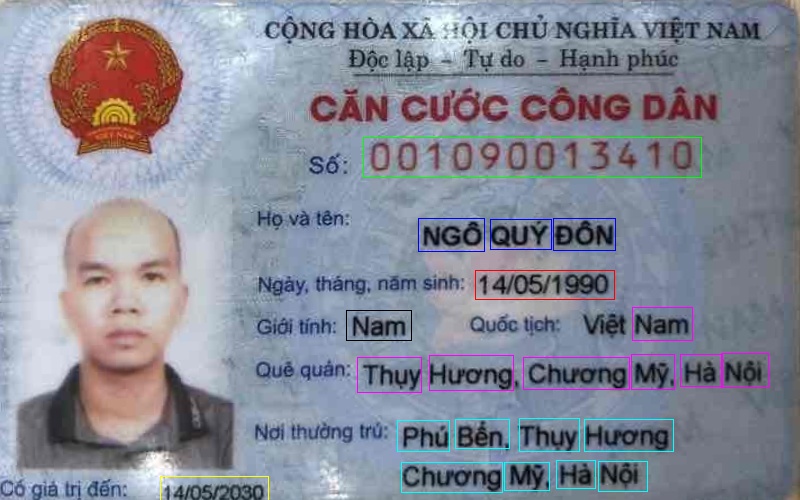 CỘNG HÒA XÃ HỘI CHỦ NGHĨA VIỆT NAM
Độc lập - Tự do - Hạnh phúc
CĂN CƯỚC CÔNG DÂN
Số: 001090013410
Họ và tên:
NGÔ QUÝ ĐÔN
Ngày, tháng, năm sinh: 14/05/1990
Giới tính: Nam Quốc tịch: Việt Nam
Quê quán: Thụy Hương, Chương Mỹ, Hà Nội
Nơi thường trú: Phú Bển, Thụy Hương
Chương Mỹ, Hà Nội
Có giá trị đến: 14/05/2030
VIỆT NAM